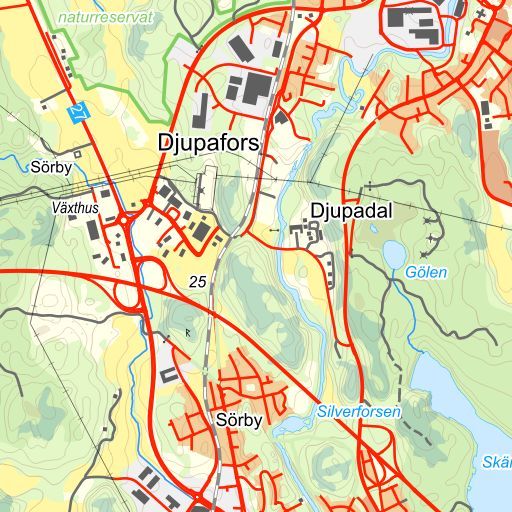 naturreservat
27
Djupafors
Sörby
Växthus
Djupadal
25
Gölen
Silverforsen
Sörby
Skär